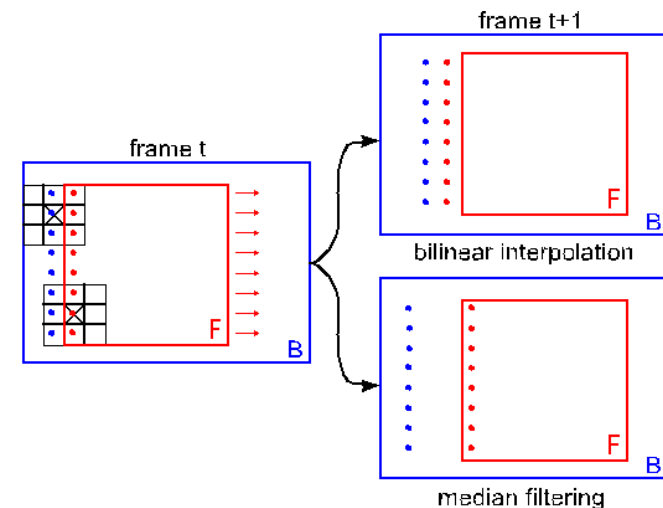 frame t+1
F
B
bilinear interpolation
frame t
F
B
F
B
median filtering